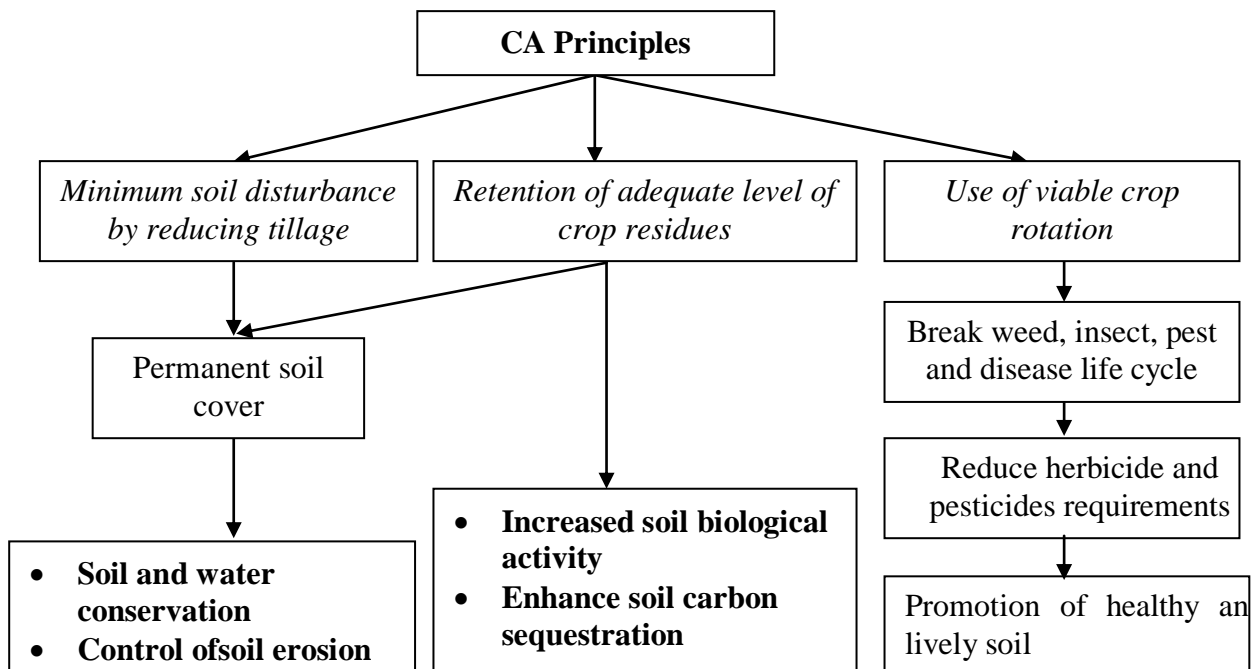 CA Principles
Minimum soil disturbance
by reducing tillage
Retention of adequate level of
crop residues
Use of viable crop
rotation
Permanent soil
cover
Break weed, insect, pest
and disease life cycle
Reduce herbicide and
pesticides requirements
• Soil and water
conservation
• Control ofsoil erosion
• Increased soil biological
activity
• Enhance soil carbon
sequestration
Promotion of healthy an
lively soil